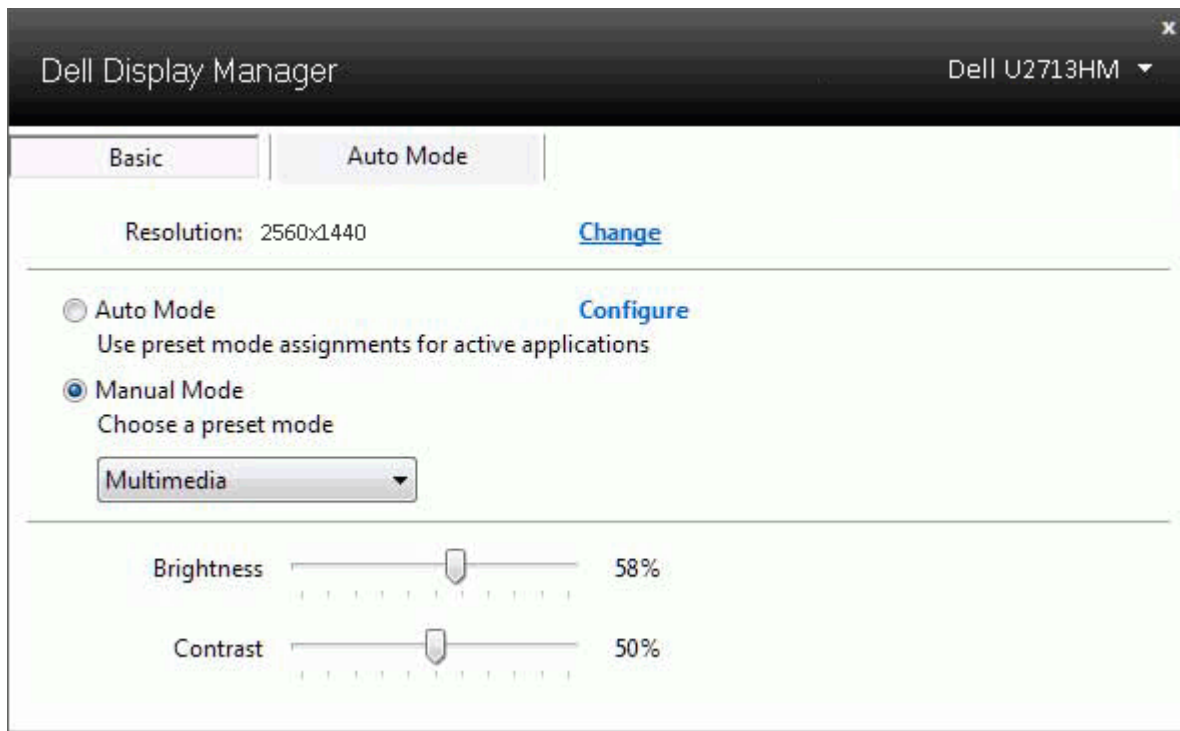 x
Dell Display Manager Dell U2713HM
Basic Auto Mode
Resolution: 2560x1440 Change
Auto Mode Configure
Use preset mode assignments for active applications
Manual Mode
Choose a preset mode
Multimedia
Brightness 58%
Contrast 50%